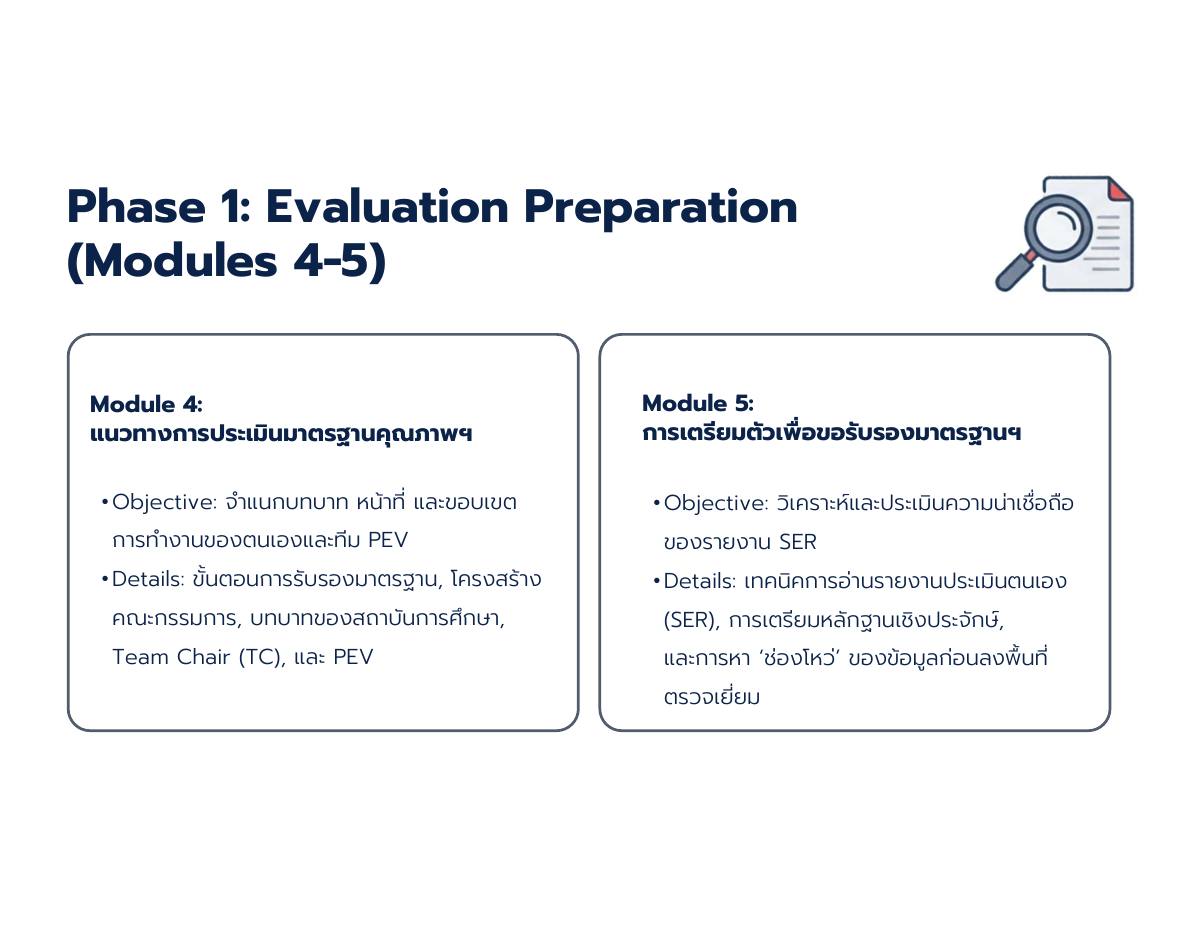 Phase 1: Evaluation Preparation
(Modules 4-5)
Module 4:
แนวทางการประเมินมาตรฐานคุณภาพฯ
•Objective: จำแนกบทบาท หน้าที่ และขอบเขต
การทำงานของตนเองและทีม PEV
•Details: ขั้นตอนการรับรองมาตรฐาน, โครงสร้าง
คณะกรรมการ, บทบาทของสถาบันการศึกษา,
Team Chair (TC), และ PEV
Module 5:
การเตรียมตัวเพื่อขอรับรองมาตรฐานฯ
•Objective: วิเคราะห์และประเมินความน่าเชื่อถือ
ของรายงาน SER
•Details: เทคนิคการอ่านรายงานประเมินตนเอง
(SER), การเตรียมหลักฐานเชิงประจักษ์,
และการหา ‘ช่องโหว่’ ของข้อมูลก่อนลงพื้นที่
ตรวจเยี่ยม